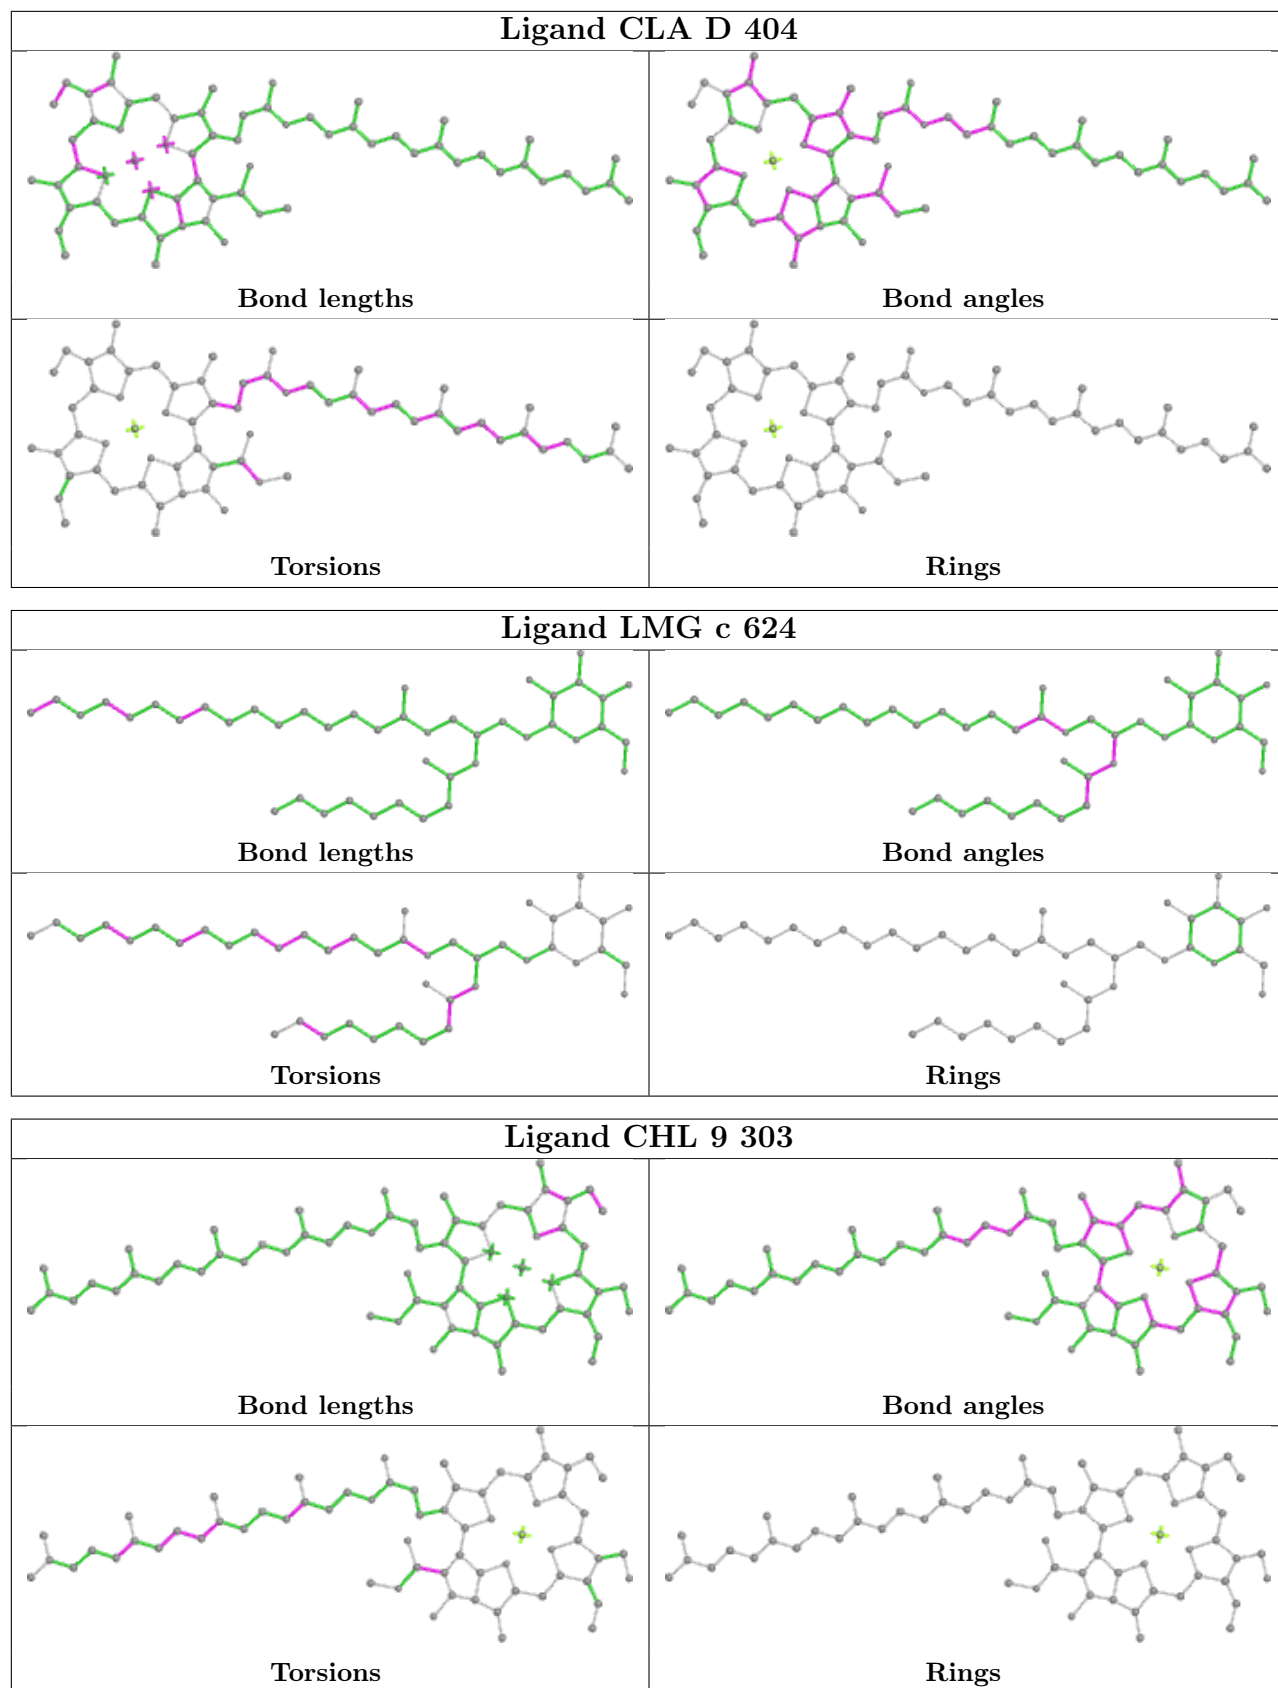 Ligand CLA D 404
Bond lengths
Bond angles
Torsions
Rings
Ligand LMG c 624
Bond lengths
Bond angles
Torsions
Rings
Ligand CHL 9 303
Bond lengths
Bond angles
Torsions
Rings